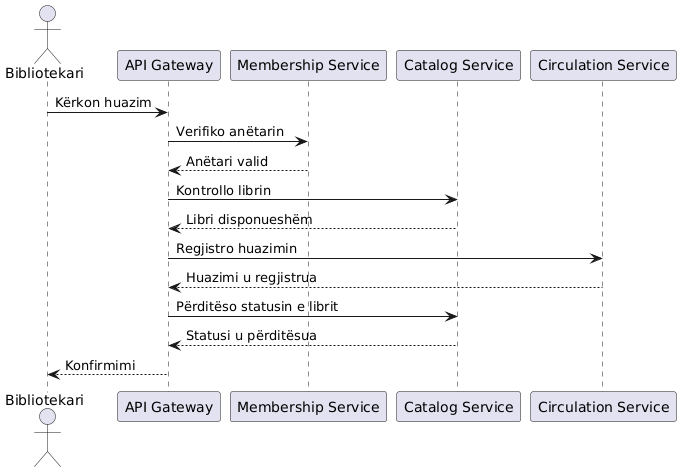 Bibliotekari
API Gateway
Membership Service
Catalog Service
Circulation Service
Kërkon huazim
Verifiko anëtarin
Anëtari valid
Kontrollo librin
Libri disponueshëm
Regjistro huazimin
Huazimi u regjistrua
Përditëso statusin e librit
Statusi u përditësua
Konfirmimi
Bibliotekari
API Gateway
Membership Service
Catalog Service
Circulation Service